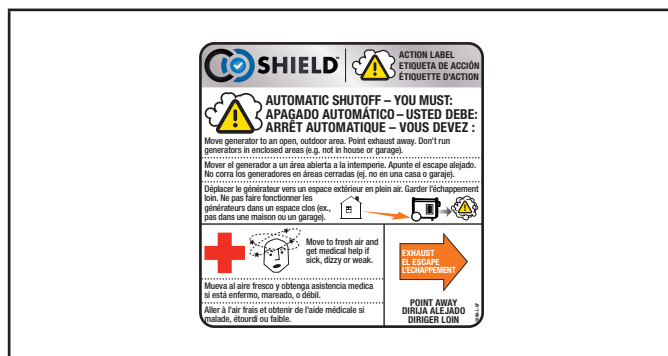 CO SHIELD™
ACTION LABEL
ETIQUETA DE ACCIÓN
ÉTIQUETTE D'ACTION
AUTOMATIC SHUTOFF – YOU MUST:
APAGADO AUTOMÁTICO – USTED DEBE:
ARRÊT AUTOMATIQUE – VOUS DEVEZ :
Move generator to an open, outdoor area. Point exhaust away. Don't run
generators in enclosed areas (e.g. not in house or garage).
Mover el generador a un área abierta a la intemperie. Apunte el escape alejado.
No corra los generadores en áreas cerradas (ej. no en una casa o garaje).
Déplacer le générateur vers un espace extérieur en plein air. Garder l'échappement
loin. Ne pas faire fonctionner les
générateurs dans un espace clos (ex.,
pas dans une maison ou un garage).
Move to fresh air and
get medical help if
sick, dizzy or weak.
Mueva al aire fresco y obtenga asistencia medica
si está enfermo, mareado, o débil.
Aller à l'air frais et obtenir de l'aide médicale si
malade, étourdi ou faible.
EXHAUST
EL ESCAPE
L'ECHAPPEMENT
POINT AWAY
DIRIJA ALEJADO
DIRIGER LOIN